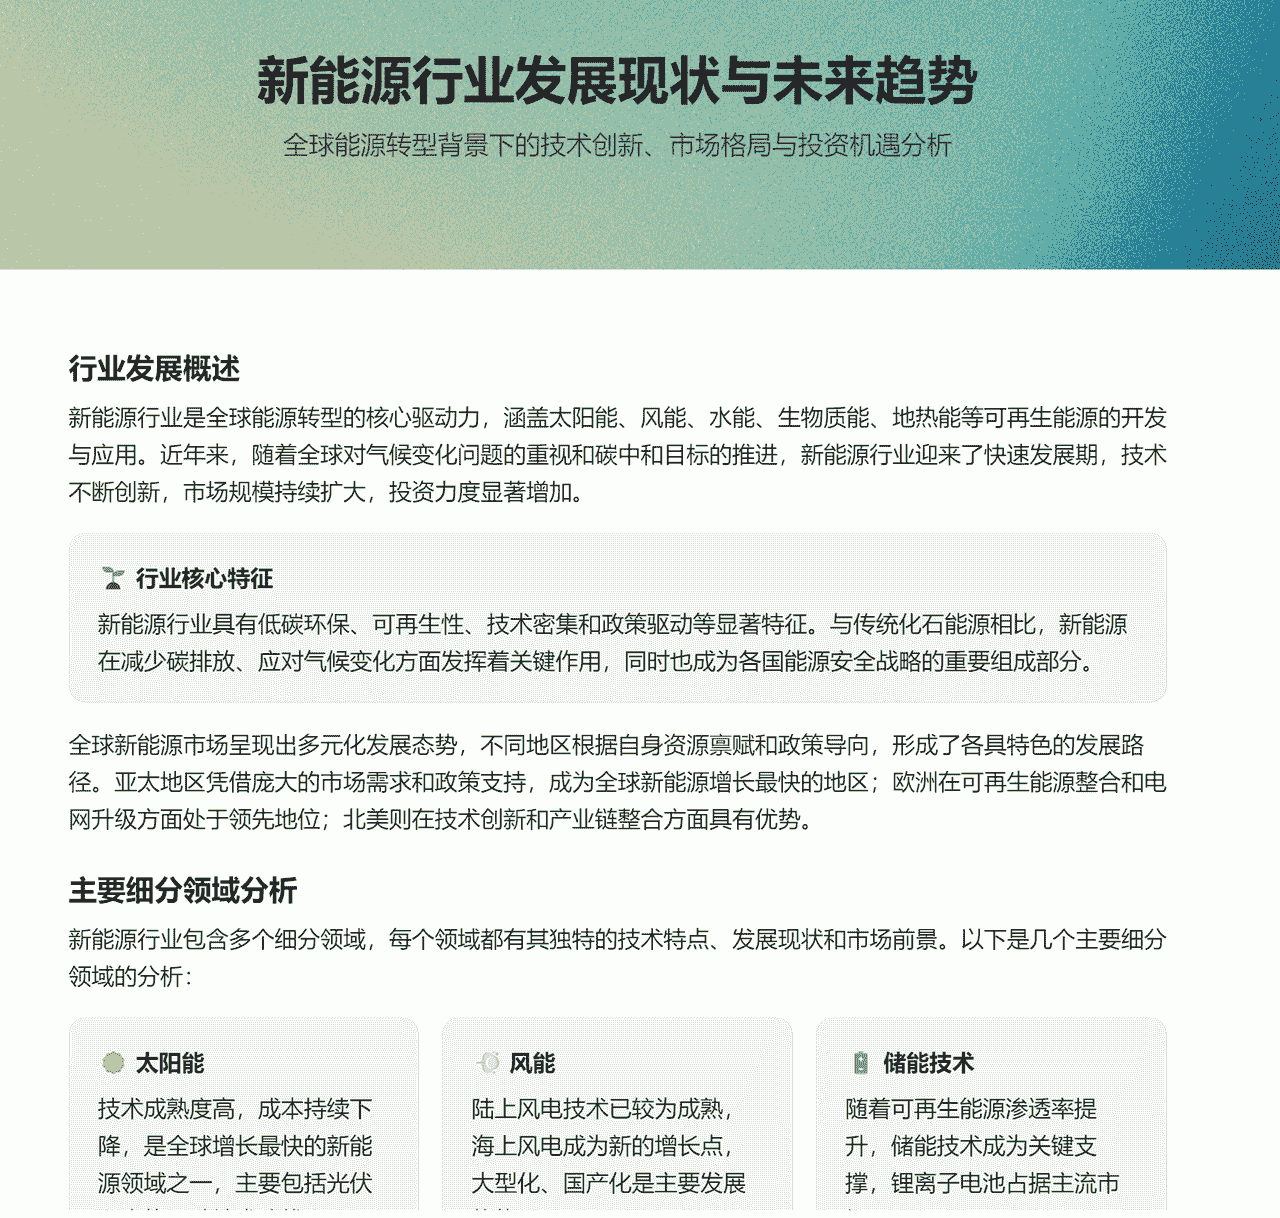 新能源行业发展现状与未来趋势
全球能源转型背景下的技术创新、市场格局与投资机遇分析
行业发展概述
新能源行业是全球能源转型的核心驱动力，涵盖太阳能、风能、水能、生物质能、地热能等可再生能源的开发
与应用。近年来，随着全球对气候变化问题的重视和碳中和目标的推进，新能源行业迎来了快速发展期，技术
不断创新，市场规模持续扩大，投资力度显著增加。
行业核心特征
新能源行业具有低碳环保、可再生性、技术密集和政策驱动等显著特征。与传统化石能源相比，新能源
在减少碳排放、应对气候变化方面发挥着关键作用，同时也成为各国能源安全战略的重要组成部分。
全球新能源市场呈现出多元化发展态势，不同地区根据自身资源禀赋和政策导向，形成了各具特色的发展路
径。亚太地区凭借庞大的市场需求和政策支持，成为全球新能源增长最快的地区；欧洲在可再生能源整合和电
网升级方面处于领先地位；北美则在技术创新和产业链整合方面具有优势。
主要细分领域分析
新能源行业包含多个细分领域，每个领域都有其独特的技术特点、发展现状和市场前景。以下是几个主要细分
领域的分析：
太阳能
技术成熟度高，成本持续下
降，是全球增长最快的新能
源领域之一，主要包括光伏
风能
陆上风电技术已较为成熟，
海上风电成为新的增长点，
大型化、国产化是主要发展
储能技术
随着可再生能源渗透率提
升，储能技术成为关键支
撑，锂离子电池占据主流市